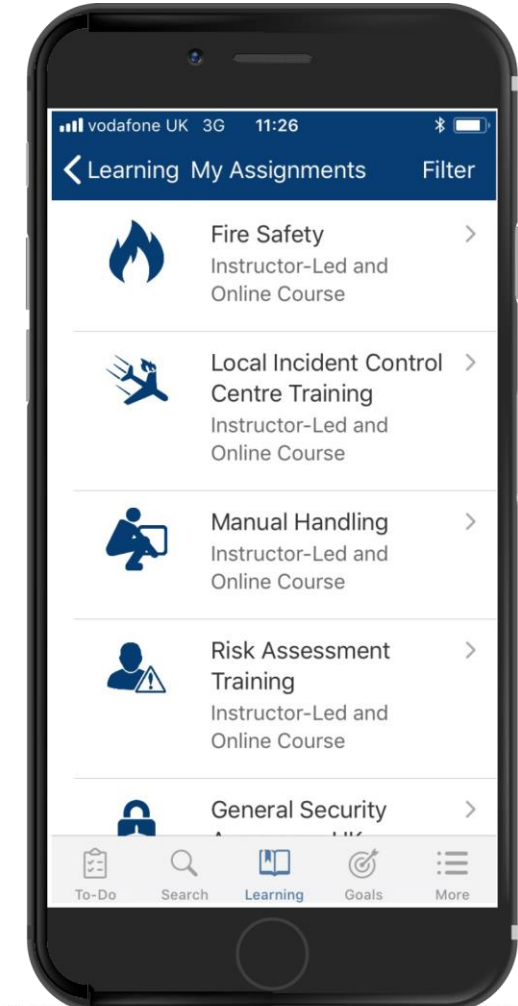 vodafone UK 3G 11:26
Learning My Assignments Filter
Fire Safety
Instructor-Led and
Online Course
Local Incident Control
Centre Training
Instructor-Led and
Online Course
Manual Handling
Instructor-Led and
Online Course
Risk Assessment
Training
Instructor-Led and
Online Course
General Security
To-Do Search Learning Goals More